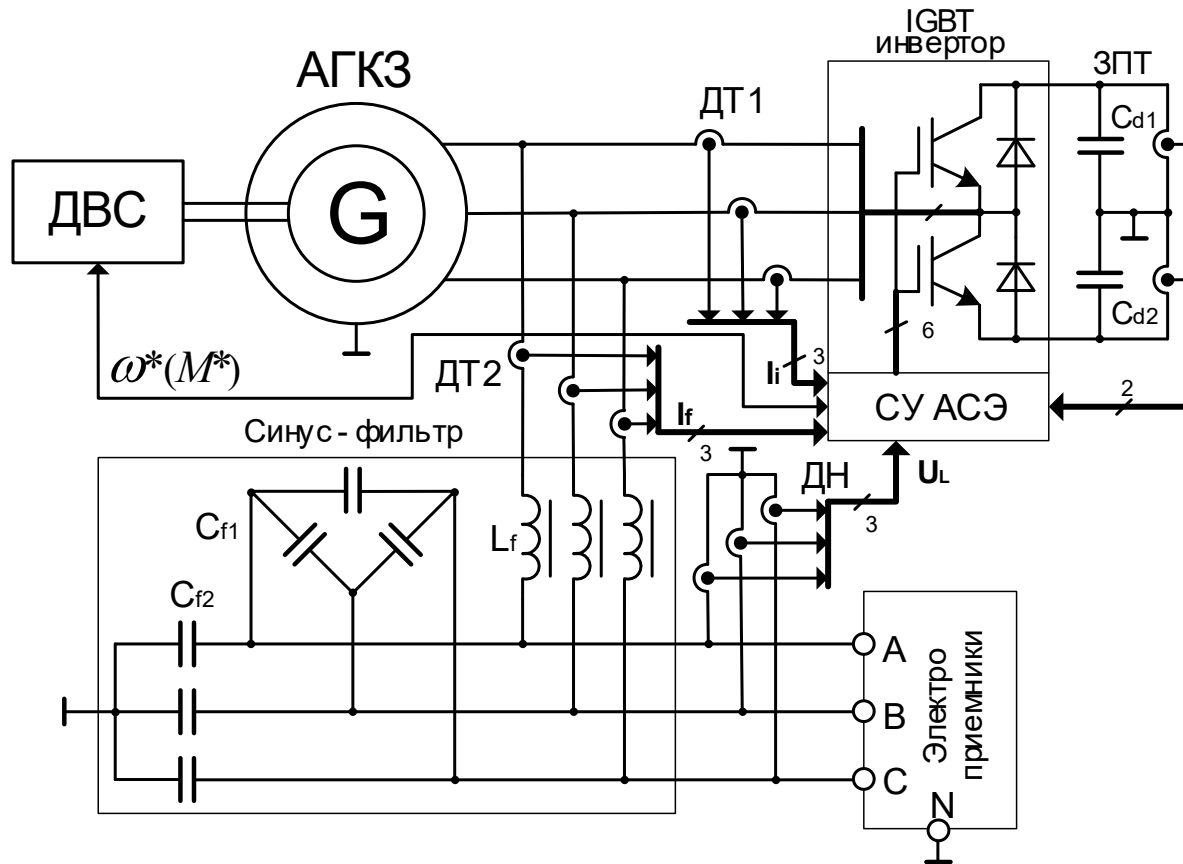 IGBT
инвертор
АГКЗ
ЗПТ
ДТ1
Cd1
ДВС
G
Cd2
6
ω*(M*)
ДТ2
Ii
3
СУ АСЭ
2
If
3
Синус - фильтр
ДН
UL
3
Cf1
Lf
Cf2
A
B
C
N
Электро
приемники